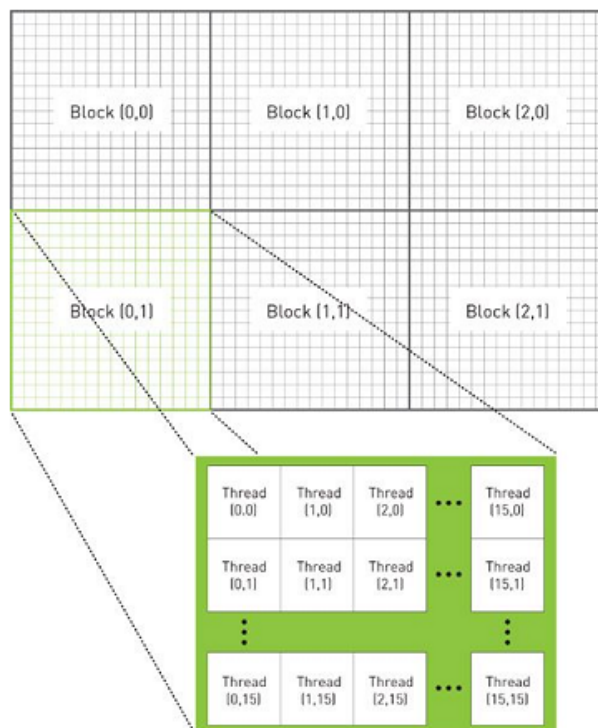 Block (0,0) Block (1,0) Block (2,0)
Block (0,1) Block (1,1) Block (2,1)
Thread Thread Thread ••• Thread
(0.0) (1,0) (2,0) (15,0)
Thread Thread Thread ••• Thread
(0,1) (1,1) (2,1) (15,1)
Thread Thread Thread ••• Thread
(0,15) (1,15) (2,15) (15,15)